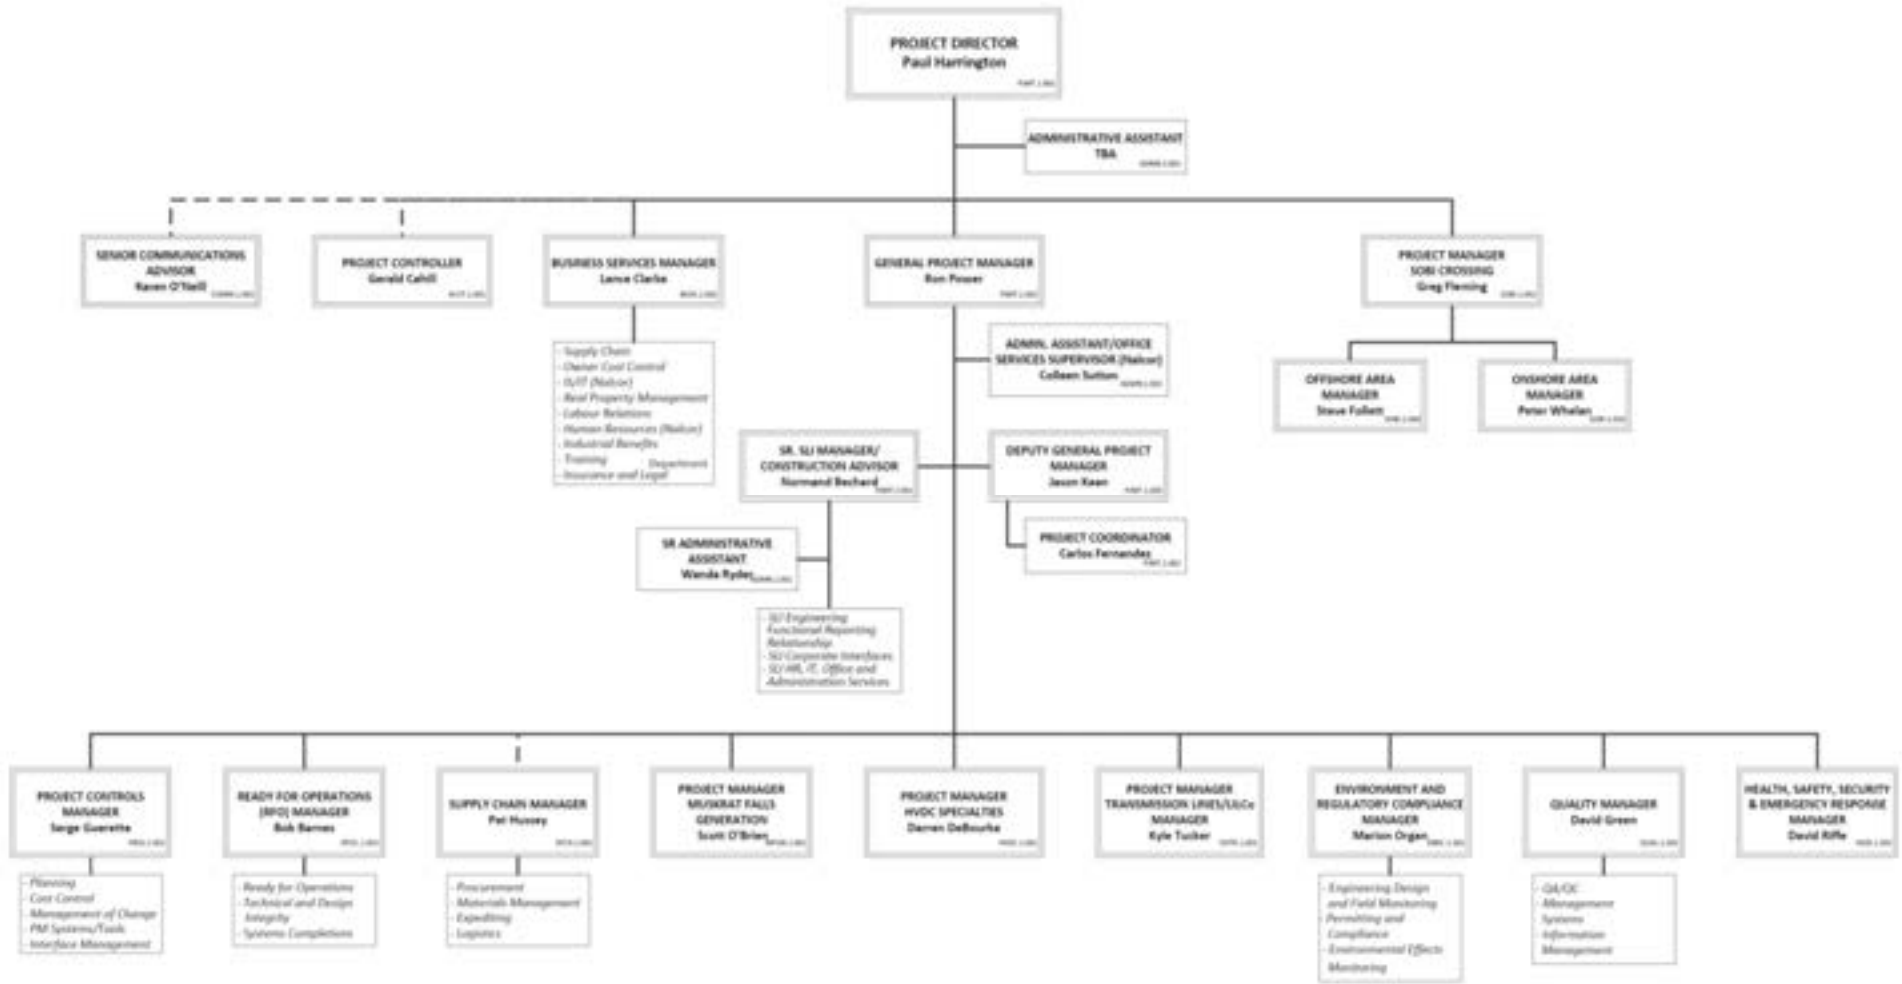 PROJECT DIRECTOR
Paul Harrington
ADMINISTRATIVE ASSISTANT
TBA
SENIOR COMMUNICATIONS
ADVISOR
Karen O'Neill
PROJECT CONTROLLER
Gerald Cahill
BUSINESS SERVICES MANAGER
Lance Clarke
GENERAL PROJECT MANAGER
Ron Power
PROJECT MANAGER
SOBI CROSSING
Greg Fleming
- Supply Chain
- Owner Cost Control
- IS/IT (Nalcor)
- Real Property Management
- Labour Relations
- Human Resources (Nalcor)
- Industrial Benefits
- Training
Department
- Insurance and Legal
ADMIN. ASSISTANT/OFFICE
SERVICES SUPERVISOR (Nalcor)
Colleen Sutton
OFFSHORE AREA
MANAGER
Steve Follett
ONSHORE AREA
MANAGER
Peter Whelan
SR. SLI MANAGER/
CONSTRUCTION ADVISOR
Normand Bechard
DEPUTY GENERAL PROJECT
MANAGER
Jason Kean
SR ADMINISTRATIVE
ASSISTANT
Wanda Ryder
PROJECT COORDINATOR
Carlos Fernandez
- SLI Engineering
Functional Reporting
Relationship
- SLI Corporate Interfaces
- SLI HR, IT, Office and
Administration Services
PROJECT CONTROLS
MANAGER
Serge Guerette
READY FOR OPERATIONS
(RFO) MANAGER
Bob Barnes
SUPPLY CHAIN MANAGER
Pat Hussey
PROJECT MANAGER
MUSKRAT FALLS
GENERATION
Scott O'Brien
PROJECT MANAGER
HVDC SPECIALTIES
Darren DeBourke
PROJECT MANAGER
TRANSMISSION LINES/ULCo
MANAGER
Kyle Tucker
ENVIRONMENT AND
REGULATORY COMPLIANCE
MANAGER
Marion Organ
QUALITY MANAGER
David Green
HEALTH, SAFETY, SECURITY
& EMERGENCY RESPONSE
MANAGER
David Riffe
- Planning
- Cost Control
- Management of Change
- PM Systems/Tools
- Interface Management
- Ready for Operations
- Technical and Design
Integrity
- Systems Completions
- Procurement
- Materials Management
- Expediting
- Logistics
- Engineering Design
and Field Monitoring
- Permitting and
Compliance
- Environmental Effects
Monitoring
- QA/QC
- Management
Systems
- Information
Management